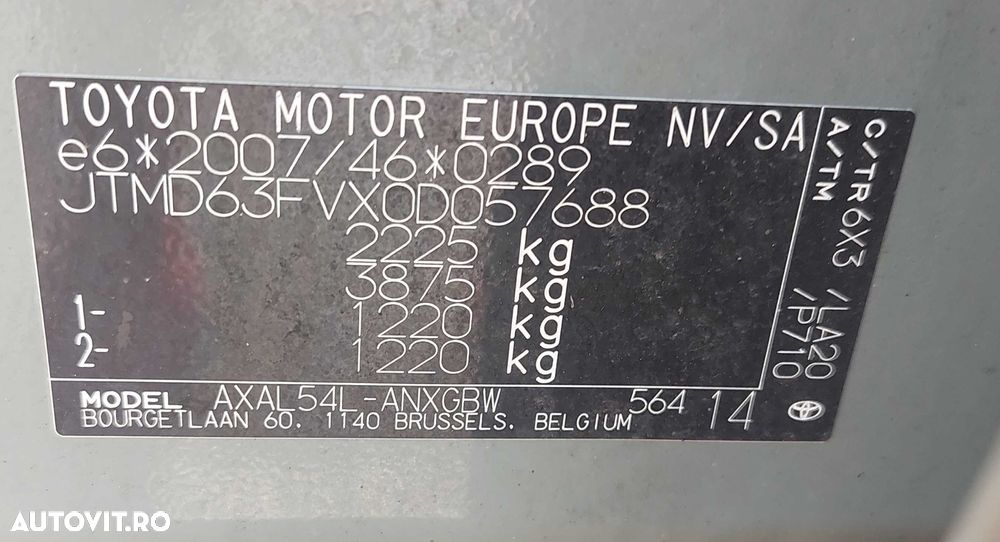 TOYOTA MOTOR EUROPE NV/SA
e6*2007/46*0289
JTMD63FVX0D057688
2225 kg
3875 kg
1- 1220 kg
2- 1220 kg
MODEL AXAL54L-ANXGBW 564 14
BOURGETLAAN 60. 1140 BRUSSELS. BELGIUM
C/TR 6X3 /LA20
A/TM /P710
AUTOVIT.RO